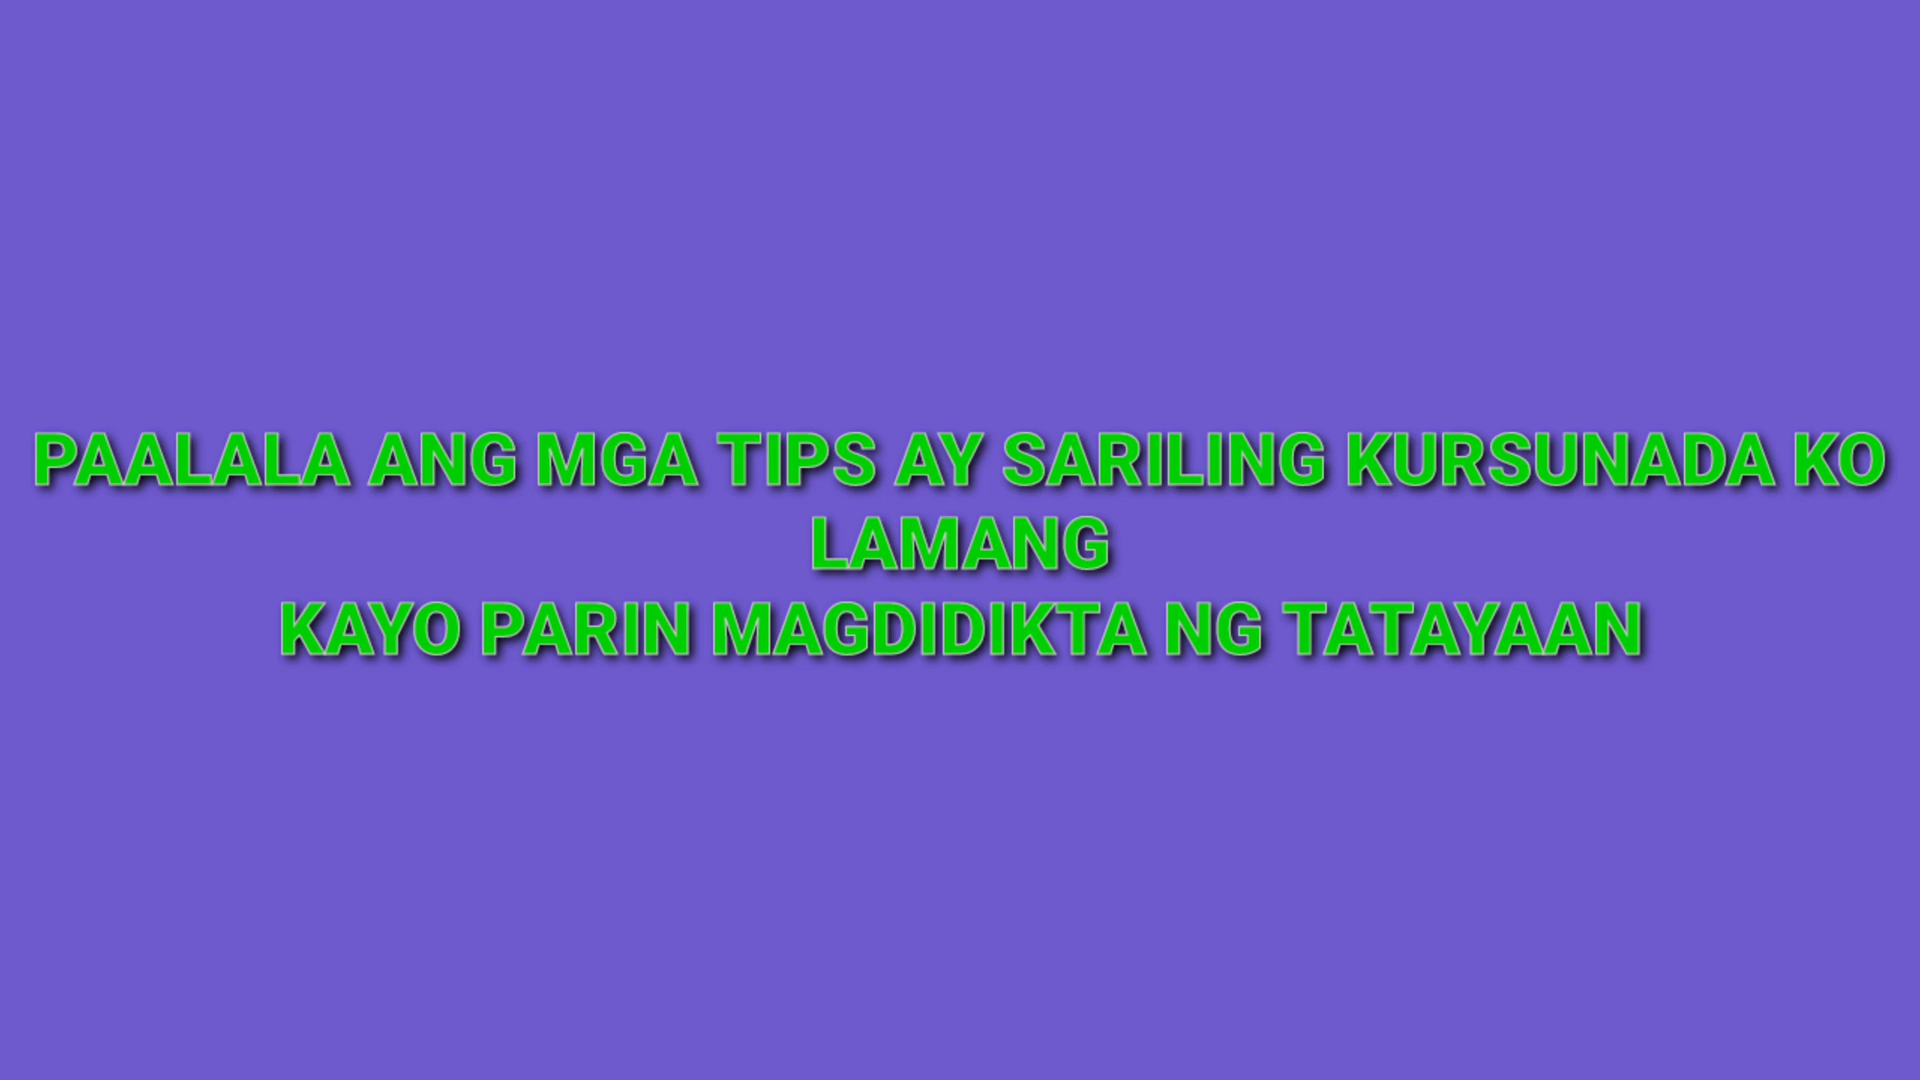 PAALALA ANG MGA TIPS AY SARILING KURSUNADA KO
LAMANG
KAYO PARIN MAGDIDIKTA NG TATAYAAN